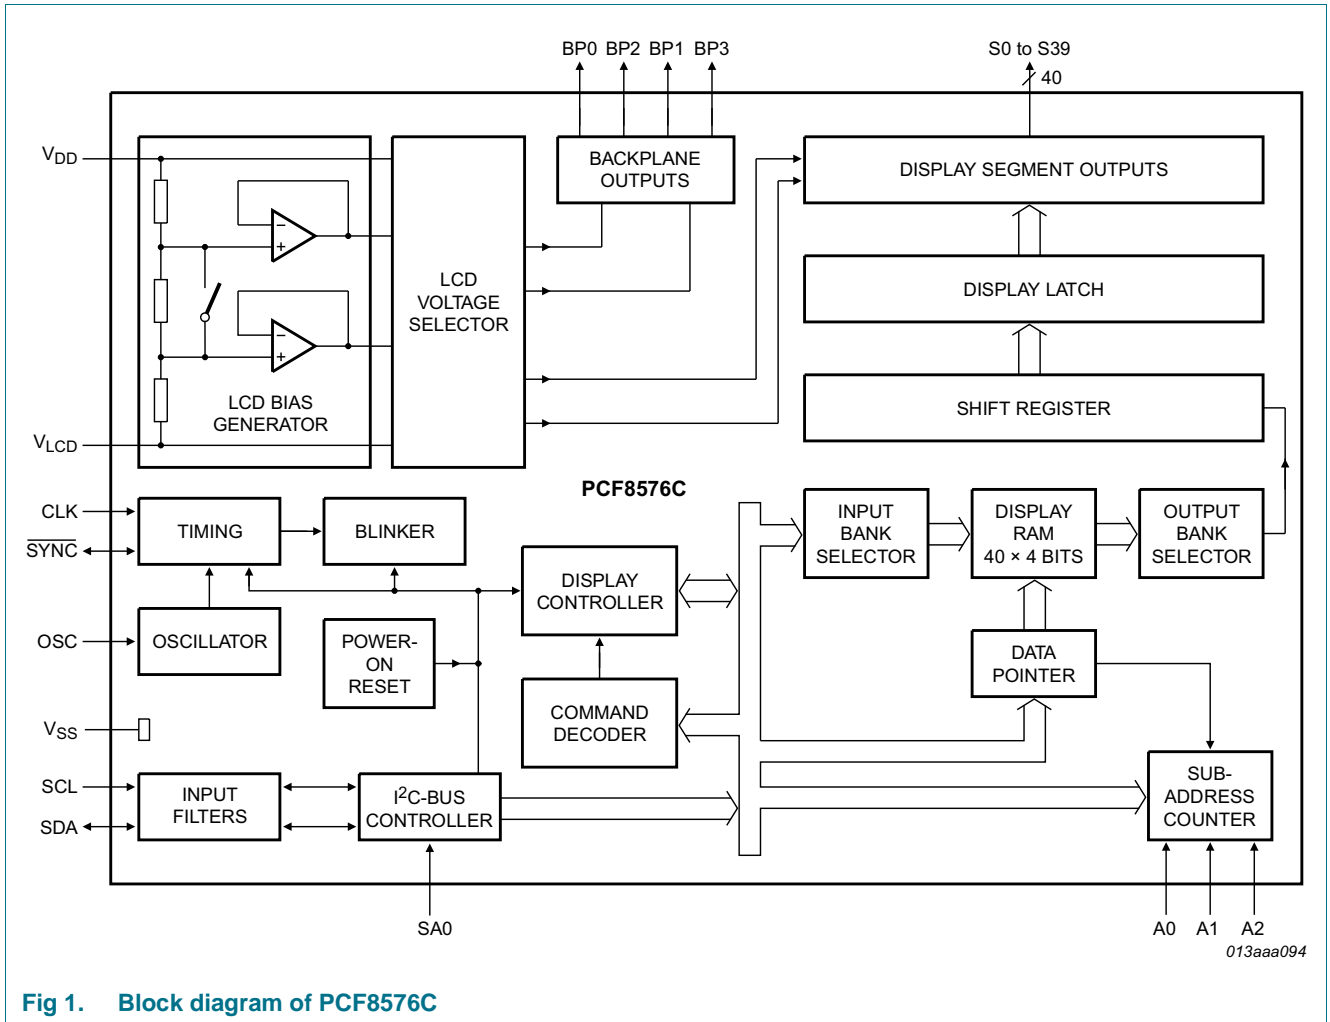 BP0 BP2 BP1 BP3
S0 to S39
40
VDD
BACKPLANE
OUTPUTS
DISPLAY SEGMENT OUTPUTS
−
+
LCD
VOLTAGE
SELECTOR
DISPLAY LATCH
−
+
LCD BIAS
GENERATOR
SHIFT REGISTER
VLCD
PCF8576C
CLK
SYNC
TIMING
BLINKER
INPUT
BANK
SELECTOR
DISPLAY
RAM
40 × 4 BITS
OUTPUT
BANK
SELECTOR
DISPLAY
CONTROLLER
OSC
OSCILLATOR
POWER-
ON
RESET
DATA
POINTER
COMMAND
DECODER
VSS
SCL
SDA
INPUT
FILTERS
I2C-BUS
CONTROLLER
SUB-
ADDRESS
COUNTER
SA0
A0 A1 A2
013aaa094
Fig 1. Block diagram of PCF8576C